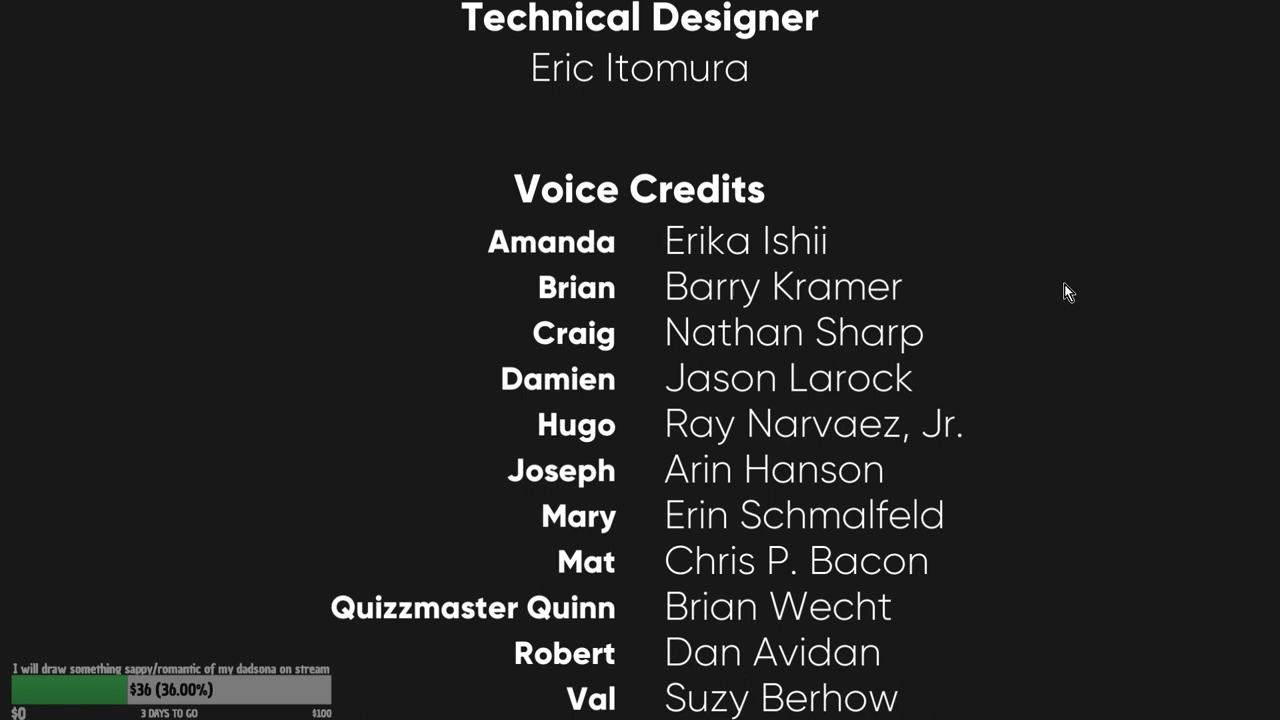 Technical Designer
Eric Itomura
Voice Credits
Amanda Erika Ishii
Brian Barry Kramer
Craig Nathan Sharp
Damien Jason Larock
Hugo Ray Narvaez, Jr.
Joseph Arin Hanson
Mary Erin Schmalfeld
Mat Chris P. Bacon
Quizzmaster Quinn Brian Wecht
Robert Dan Avidan
Val Suzy Berhow
I will draw something sappy/romantic of my dadsona on stream
$36 (36.00%)
$0 3 DAYS TO GO $100